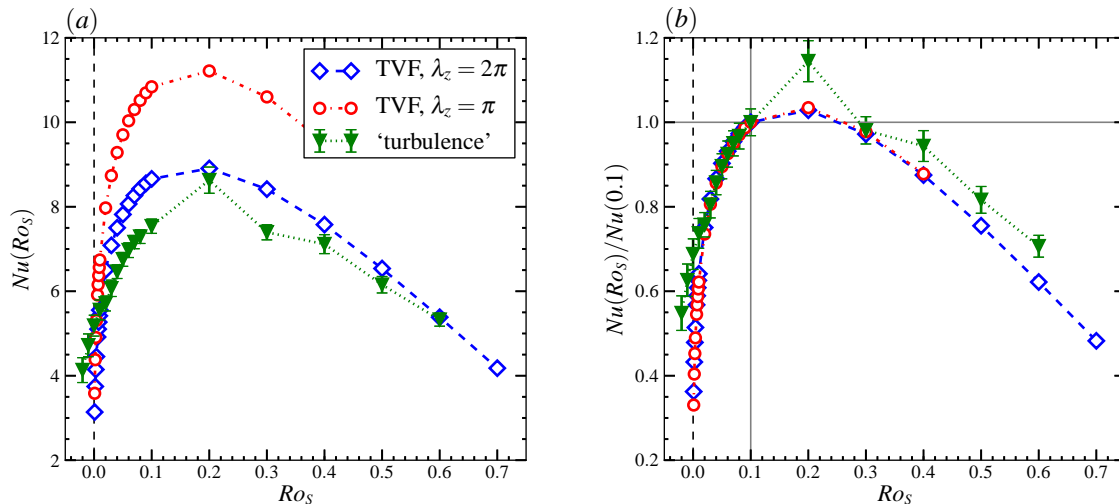 (a)
12
10
8
6
4
2
Nu(Ro_S)
0.0 0.1 0.2 0.3 0.4 0.5 0.6 0.7
Ro_S
TVF, λ_z = 2π
TVF, λ_z = π
‘turbulence’
(b)
1.2
1.0
0.8
0.6
0.4
0.2
Nu(Ro_S)/Nu(0.1)
0.0 0.1 0.2 0.3 0.4 0.5 0.6 0.7
Ro_S